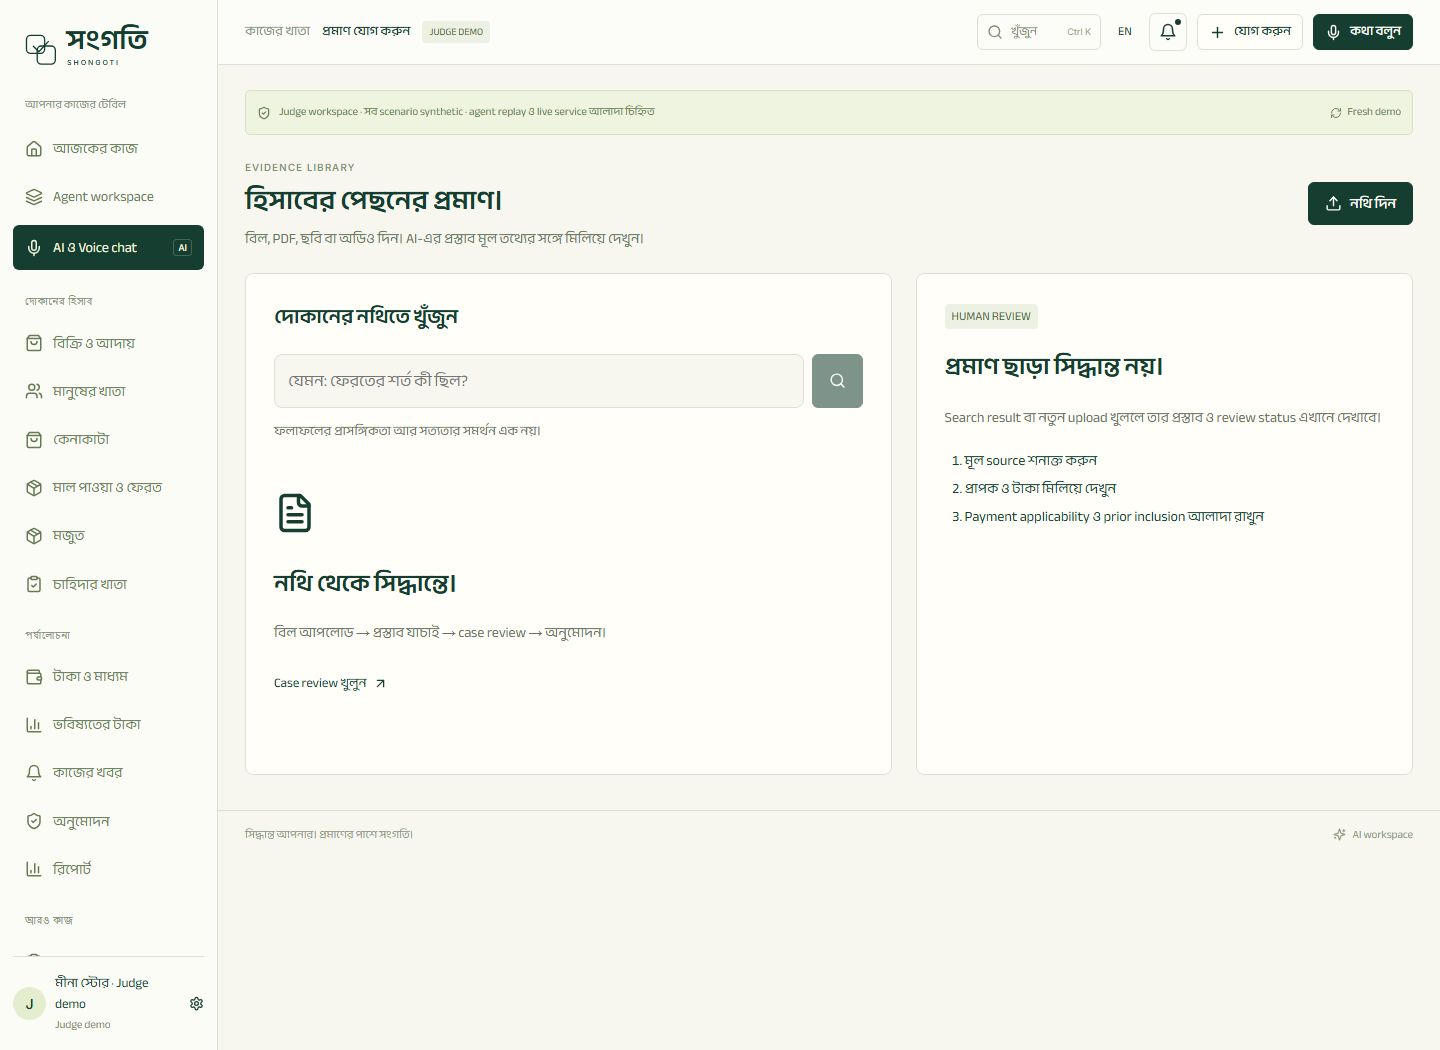 সংগতি
SHONGOTI
আপনার কাজের টেবিল
আজকের কাজ
Agent workspace
AI ও Voice chat
AI
দোকানের হিসাব
বিক্রি ও আদায়
মানুষের খাতা
কেনাকাটা
মাল পাওয়া ও ফেরত
মজুত
চাহিদার খাতা
পর্যালোচনা
টাকা ও মাধ্যম
ভবিষ্যতের টাকা
কাজের খবর
অনুমোদন
রিপোর্ট
আরও কাজ
J
মীনা স্টোর · Judge
demo
Judge demo
কাজের খাতা প্রমাণ যোগ করুন JUDGE DEMO
খুঁজুন Ctrl K
EN
যোগ করুন
কথা বলুন
Judge workspace · সব scenario synthetic · agent replay ও live service আলাদা চিহ্নিত
Fresh demo
EVIDENCE LIBRARY
হিসাবের পেছনের প্রমাণ।
বিল, PDF, ছবি বা অডিও দিন। AI-এর প্রস্তাব মূল তথ্যের সঙ্গে মিলিয়ে দেখুন।
নথি দিন
দোকানের নথিতে খুঁজুন
যেমন: ফেরতের শর্ত কী ছিল?
ফলাফলের প্রাসঙ্গিকতা আর সত্যতার সমর্থন এক নয়।
নথি থেকে সিদ্ধান্তে।
বিল আপলোড → প্রস্তাব যাচাই → case review → অনুমোদন।
Case review খুলুন
HUMAN REVIEW
প্রমাণ ছাড়া সিদ্ধান্ত নয়।
Search result বা নতুন upload খুললে তার প্রস্তাব ও review status এখানে দেখাবে।
1. মূল source শনাক্ত করুন
2. প্রাপক ও টাকা মিলিয়ে দেখুন
3. Payment applicability ও prior inclusion আলাদা রাখুন
সিদ্ধান্ত আপনার। প্রমাণের পাশে সংগতি।
AI workspace